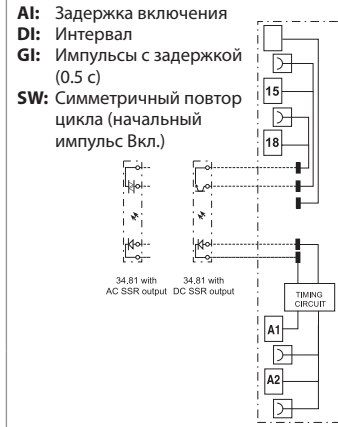 AI: Задержка включения
DI: Интервал
GI: Импульсы с задержкой
(0.5 с)
SW: Симметричный повтор
цикла (начальный
импульс Вкл.)
15
18
34.81 with
AC SSR output
34.81 with
DC SSR output
TIMING
CIRCUIT
A1
A2